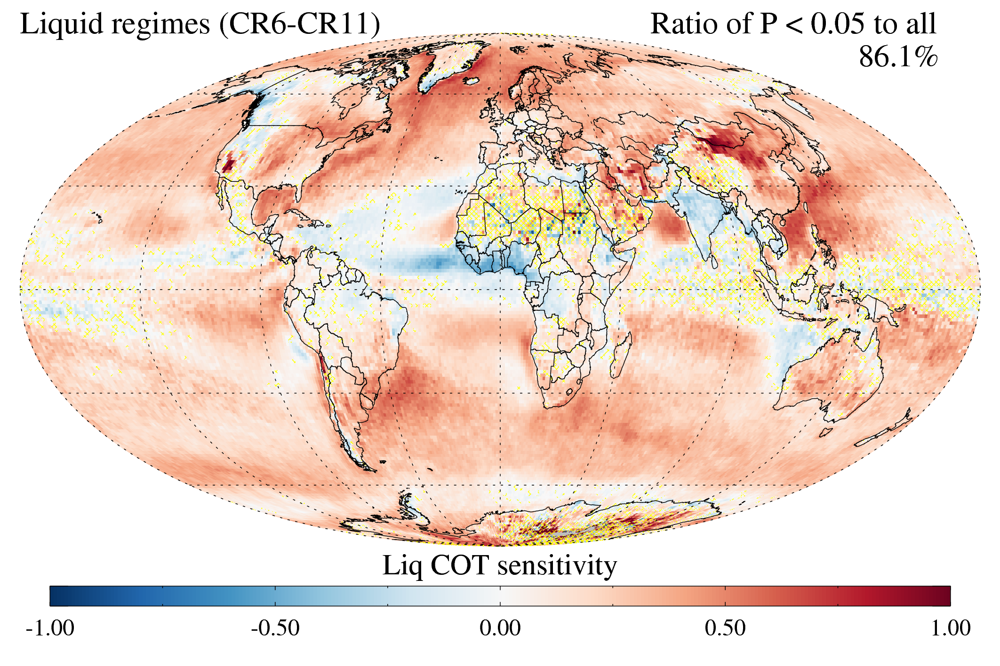 Liquid regimes (CR6-CR11)
Ratio of P < 0.05 to all
86.1%
Liq COT sensitivity
-1.00 -0.50 0.00 0.50 1.00